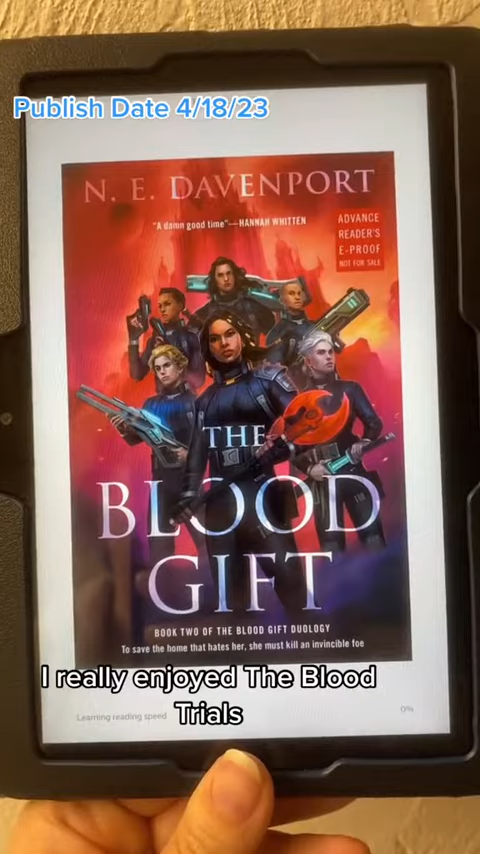 Publish Date 4/18/23
N. E. DAVENPORT
"A damn good time"—HANNAH WHITTEN
ADVANCE
READER'S
E-PROOF
NOT FOR SALE
THE
BLOOD
GIFT
BOOK TWO OF THE BLOOD GIFT DUOLOGY
To save the home that hates her, she must kill an invincible foe
I really enjoyed The Blood
Trials
Learning reading speed
0%